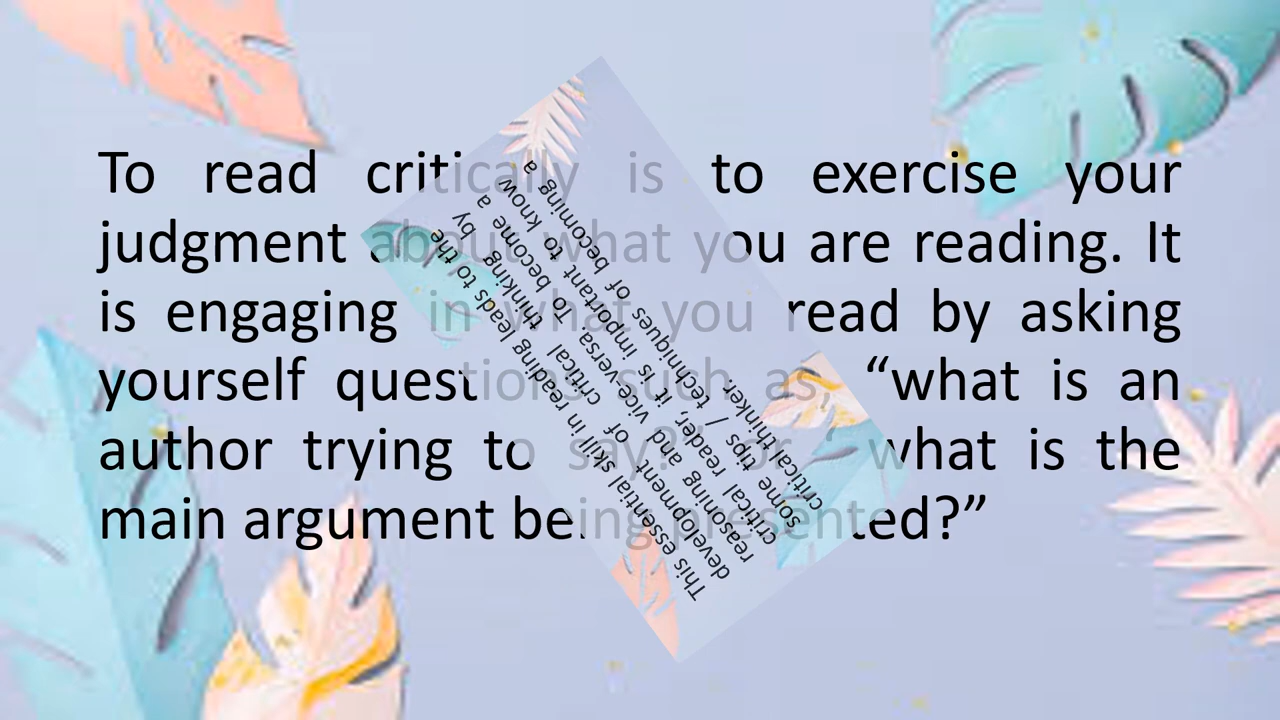 To read critically is to exercise your
judgment about what you are reading. It
is engaging in what you read by asking
yourself questions such as, “what is an
author trying to say?” or “ what is the
main argument being presented?”
This essential skill in reading leads to the
development of critical thinking by
reasoning and vice-versa. To become a
critical reader, it is important to know
some tips / techniques of becoming a
critical thinker.